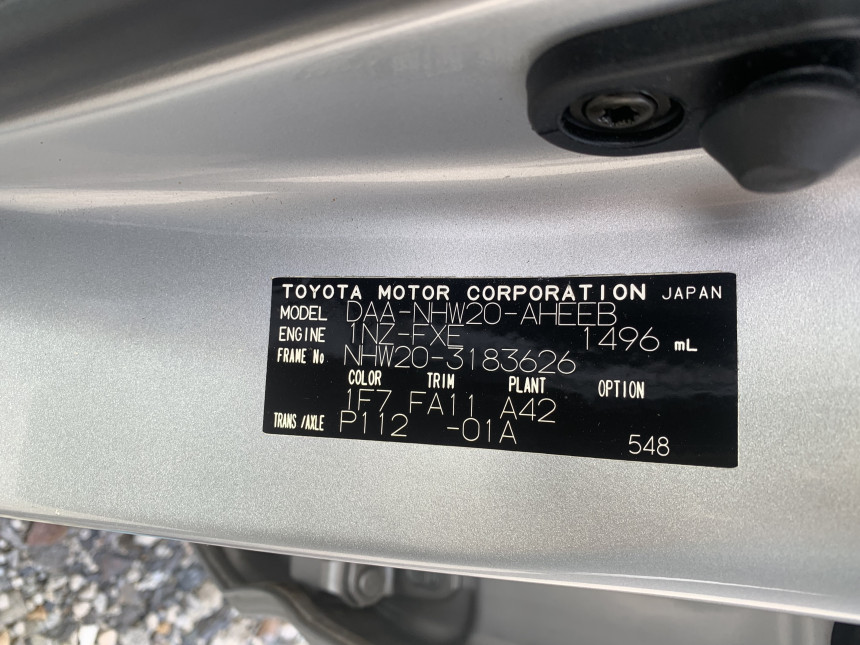 TOYOTA MOTOR CORPORATION JAPAN
MODEL DAA-NHW20-AHEEB
ENGINE 1NZ-FXE 1496 mL
FRAME No NHW20-3183626
COLOR TRIM PLANT OPTION
1F7 FA11 A42
TRANS/AXLE P112 -01A
548